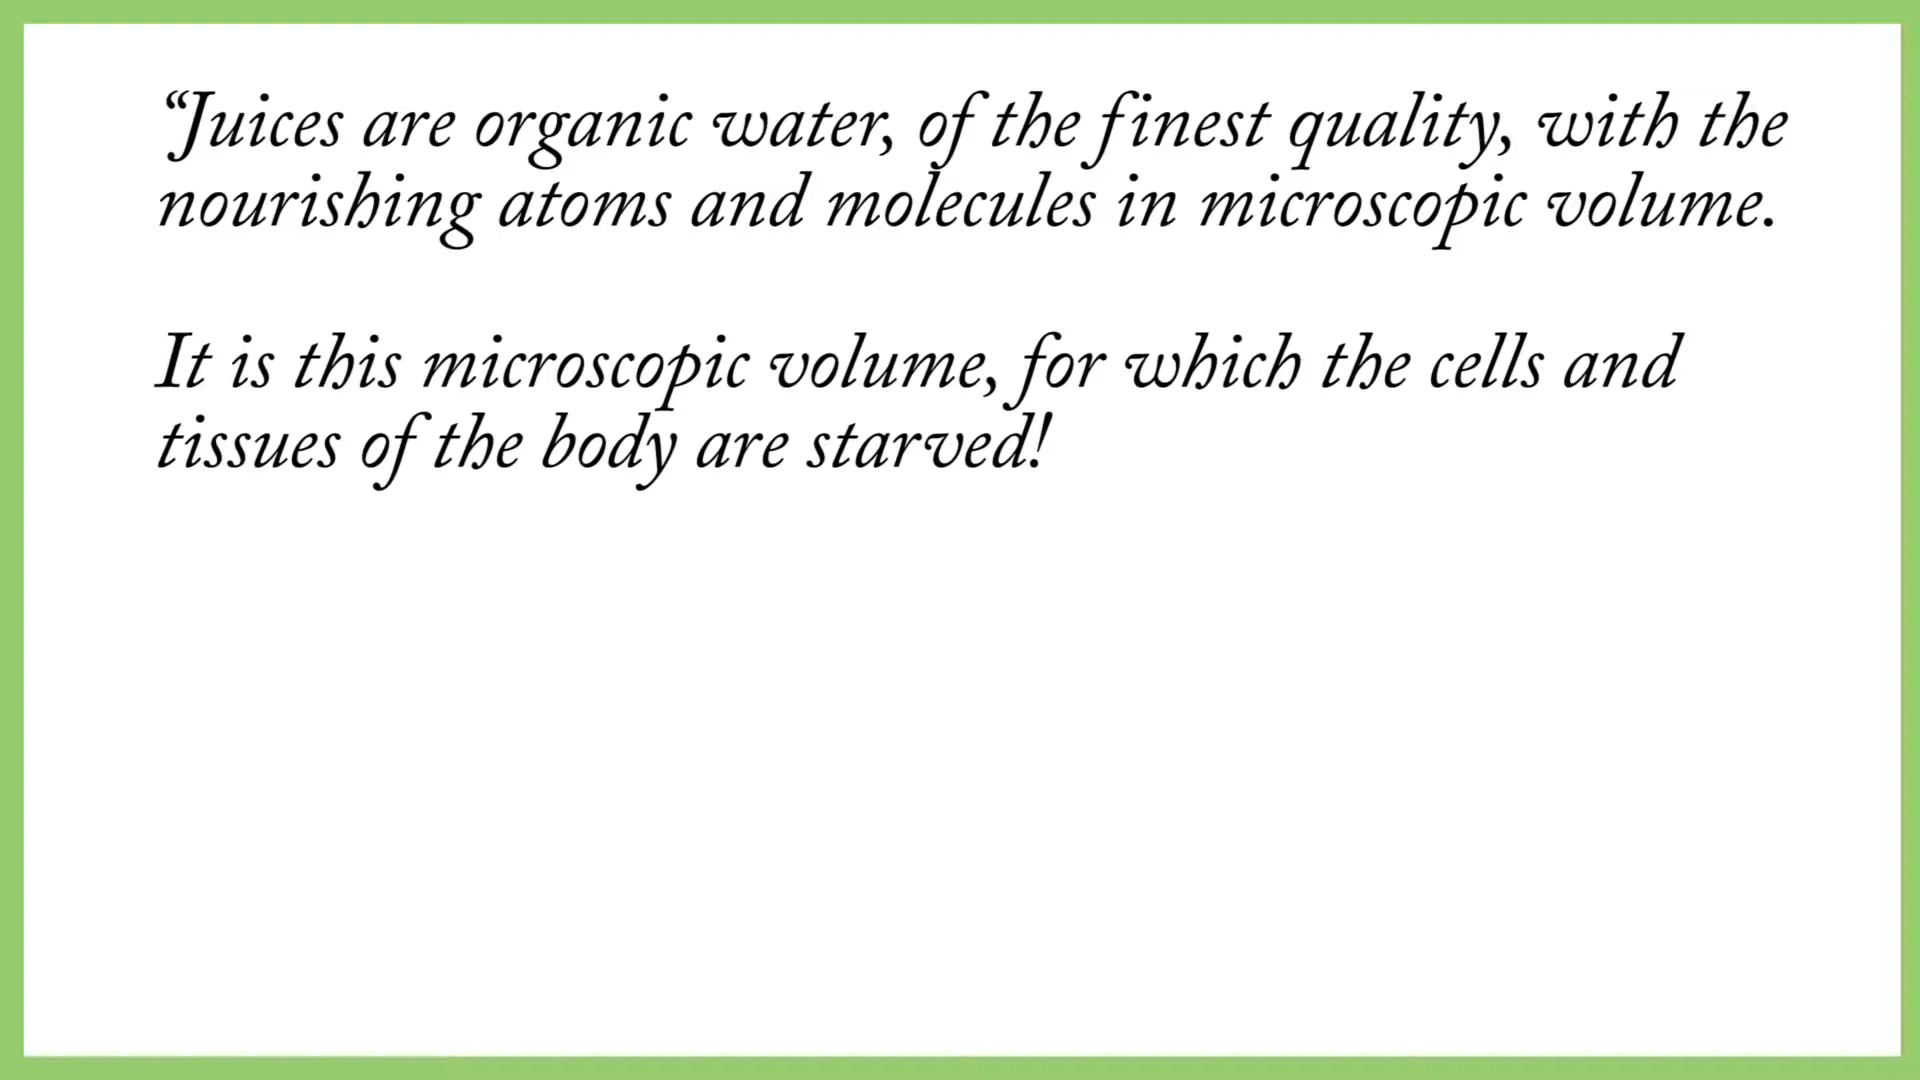 “Juices are organic water, of the finest quality, with the
nourishing atoms and molecules in microscopic volume.
It is this microscopic volume, for which the cells and
tissues of the body are starved!